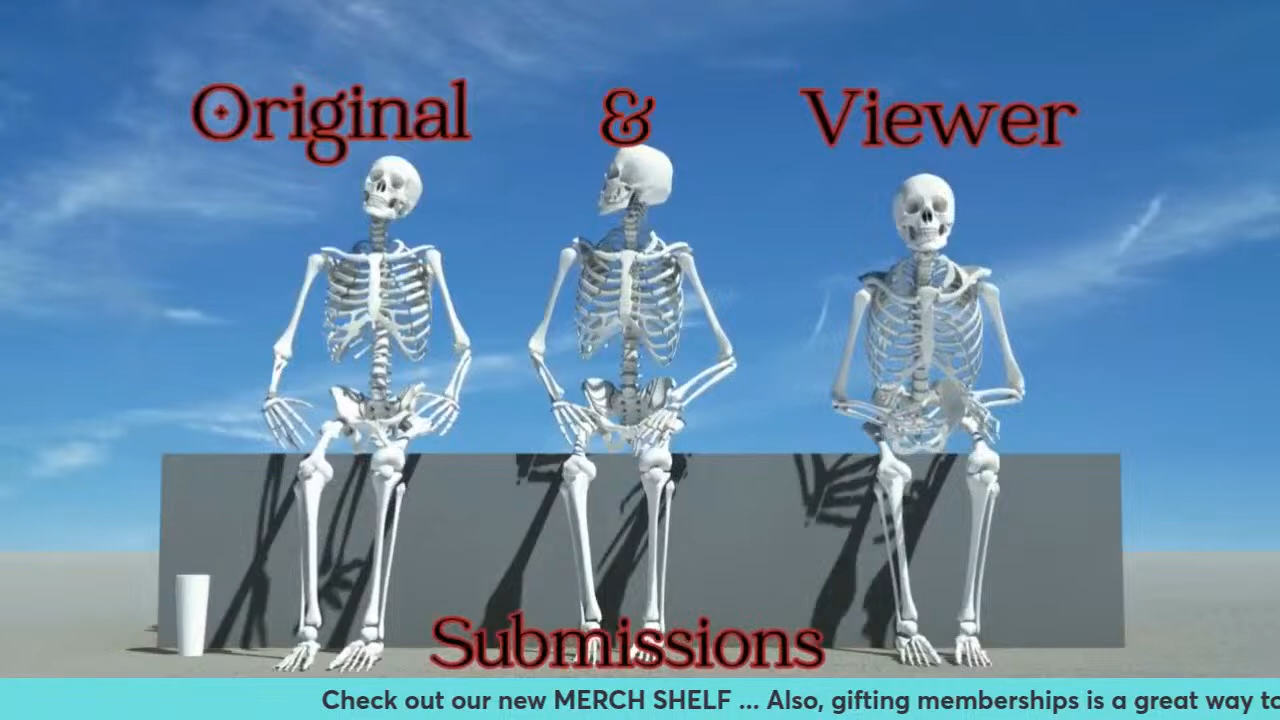 Original & Viewer
Submissions
Check out our new MERCH SHELF ... Also, gifting memberships is a great way to